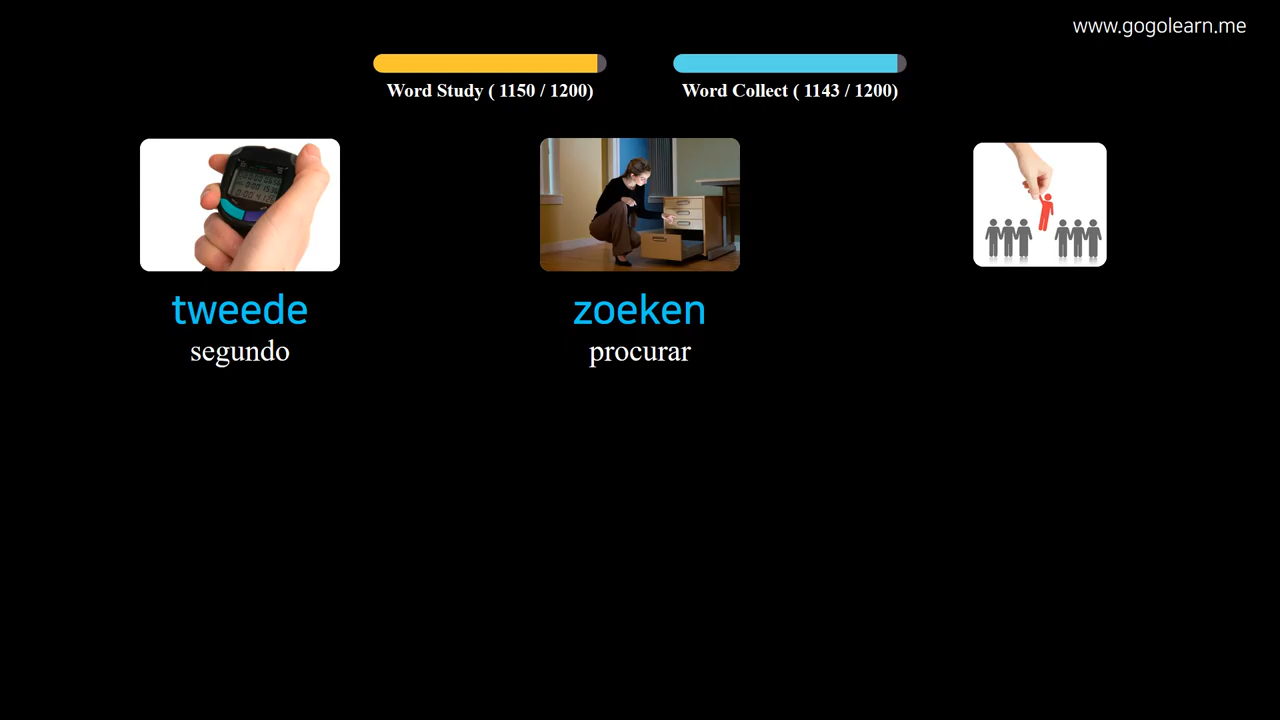 www.gogolearn.me
Word Study ( 1150 / 1200)
Word Collect ( 1143 / 1200)
tweede
segundo
zoeken
procurar